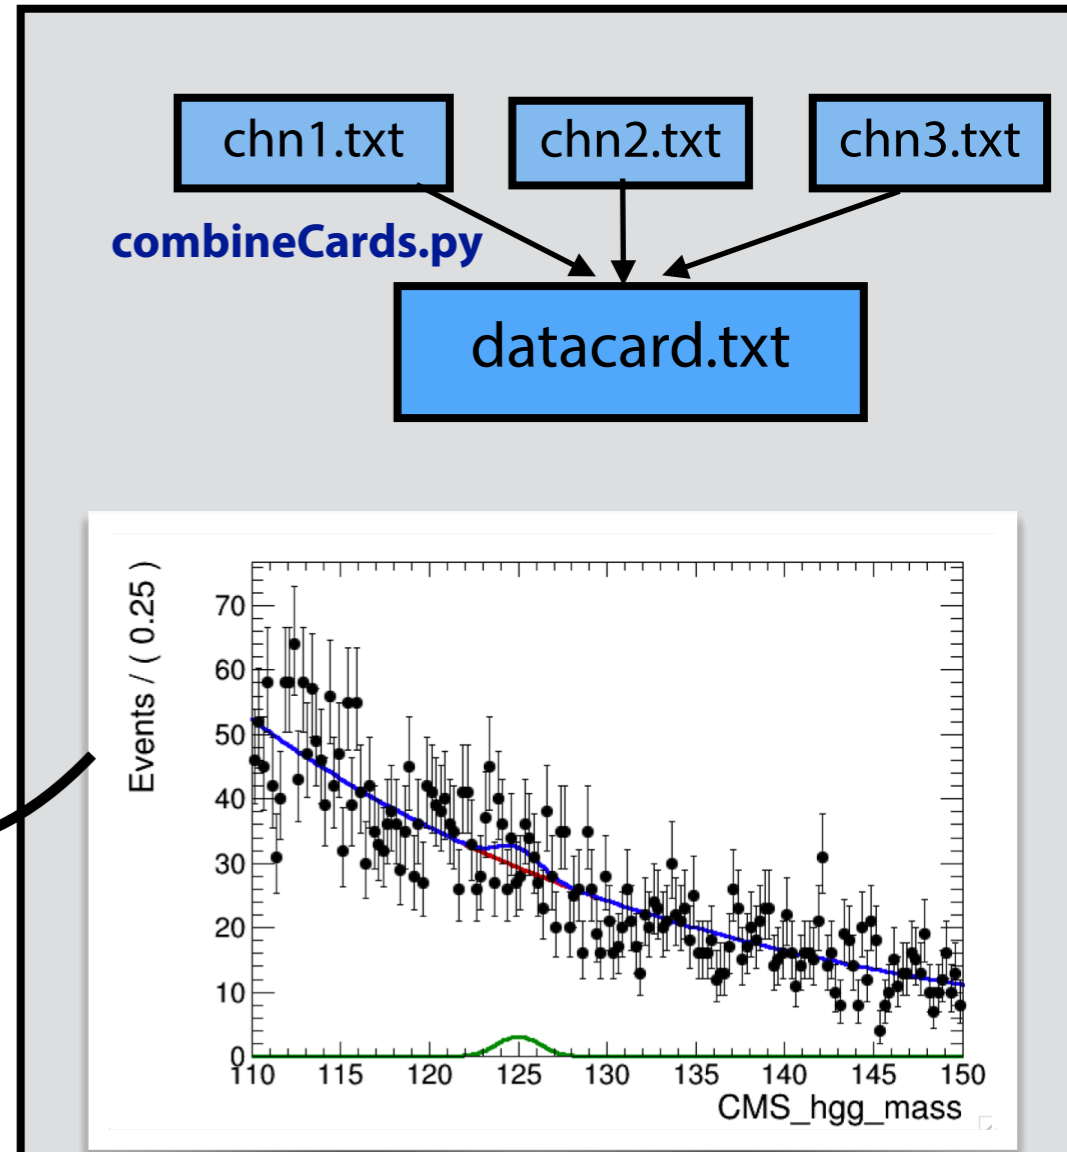 chn1.txt chn2.txt chn3.txt
combineCards.py
datacard.txt
Events / ( 0.25 )
70
60
50
40
30
20
10
0
110 115 120 125 130 135 140 145 150
CMS_hgg_mass